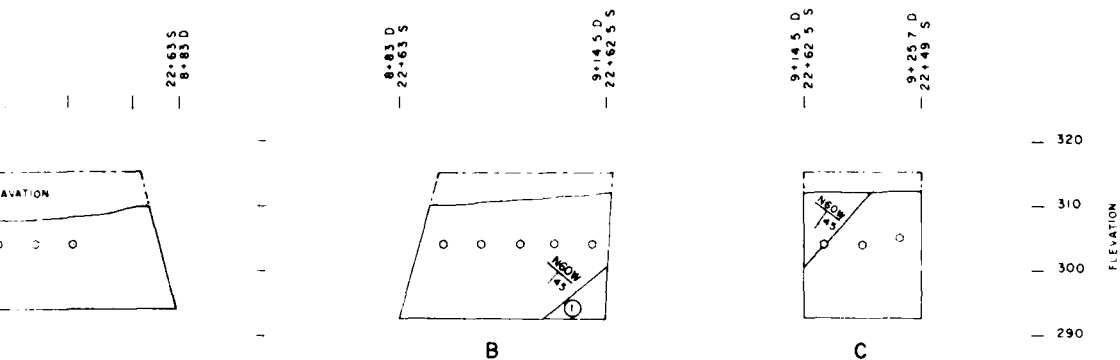 22+63 S
8+83 D
8+83 D
22+63 S
9+14.5 D
22+62.5 S
9+14.5 D
22+62.5 S
9+25.7 D
22+49 S
320
AVATION
310
N60W
45
N60W
45
300
ELEVATION
1
290
B
C